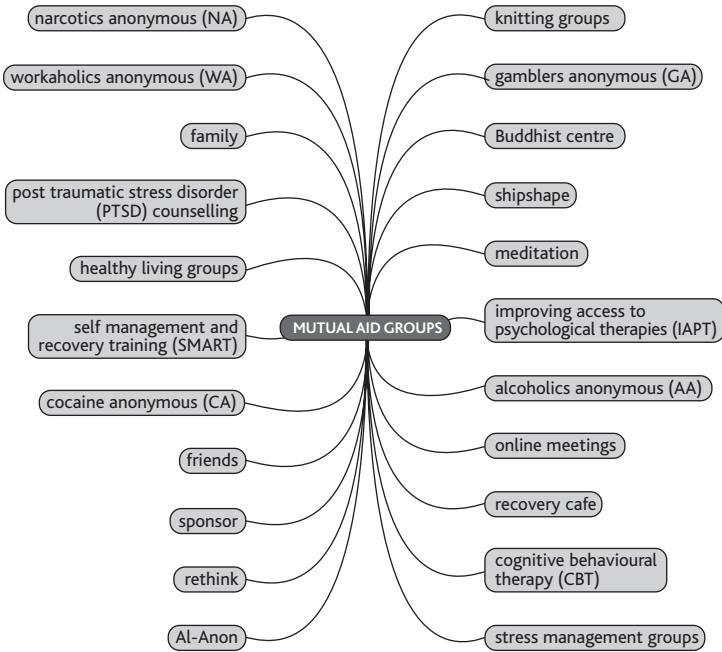 narcotics anonymous (NA)
workaholics anonymous (WA)
family
post traumatic stress disorder
(PTSD) counselling
healthy living groups
self management and
recovery training (SMART)
cocaine anonymous (CA)
friends
sponsor
rethink
Al-Anon
MUTUAL AID GROUPS
knitting groups
gamblers anonymous (GA)
Buddhist centre
shipshape
meditation
improving access to
psychological therapies (IAPT)
alcoholics anonymous (AA)
online meetings
recovery cafe
cognitive behavioural
therapy (CBT)
stress management groups